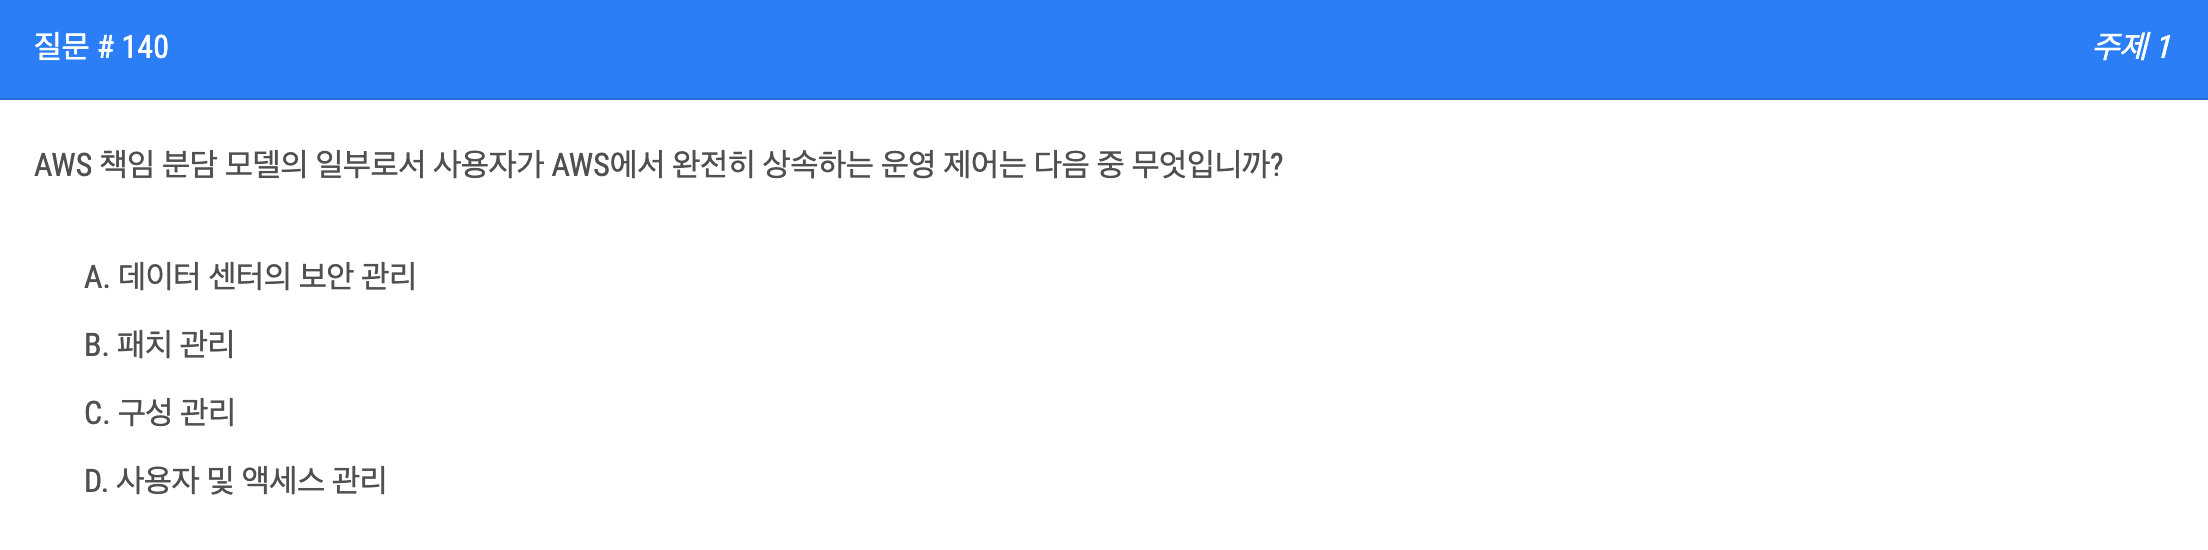 질문 # 140
주제 1
AWS 책임 분담 모델의 일부로서 사용자가 AWS에서 완전히 상속하는 운영 제어는 다음 중 무엇입니까?
A. 데이터 센터의 보안 관리
B. 패치 관리
C. 구성 관리
D. 사용자 및 액세스 관리